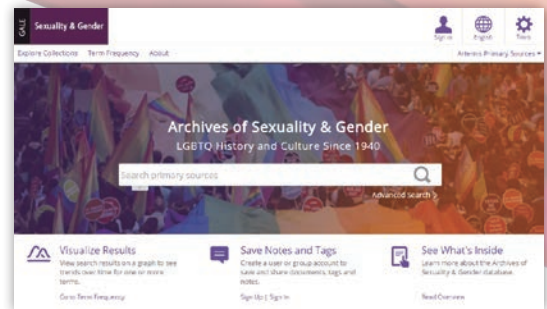 GALE
Sexuality & Gender
Sign In
English
Tools
Explore Collections Term Frequency About
Artemis Primary Sources
Archives of Sexuality & Gender
LGBTQ History and Culture Since 1940
Search primary sources
Advanced Search >
Visualize Results
View search results on a graph to see
trends over time for one or more
terms.
Go to Term Frequency
Save Notes and Tags
Create a user or group account to
save and share documents, tags and
notes.
Sign Up | Sign In
See What's Inside
Learn more about the Archives of
Sexuality & Gender database.
Read Overview